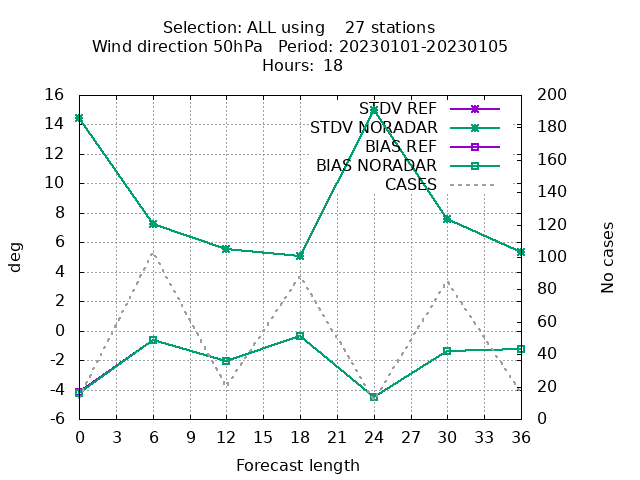 Selection: ALL using    27 stations
Wind direction 50hPa   Period: 20230101-20230105
Hours: 18
deg
16
14
12
10
8
6
4
2
0
-2
-4
-6
STDV REF
STDV NORADAR
BIAS REF
BIAS NORADAR
CASES
200
180
160
140
120
100
80
60
40
20
0
No cases
0 3 6 9 12 15 18 21 24 27 30 33 36
Forecast length